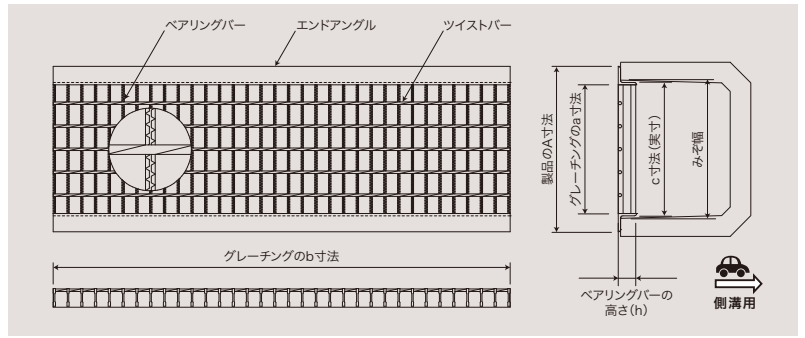 ベアリングバー
エンドアングル
ツイストバー
製品のA寸法
グレーチングのa寸法
c寸法(実寸)
みぞ幅
グレーチングのb寸法
ベアリングバーの
高さ(h)
側溝用